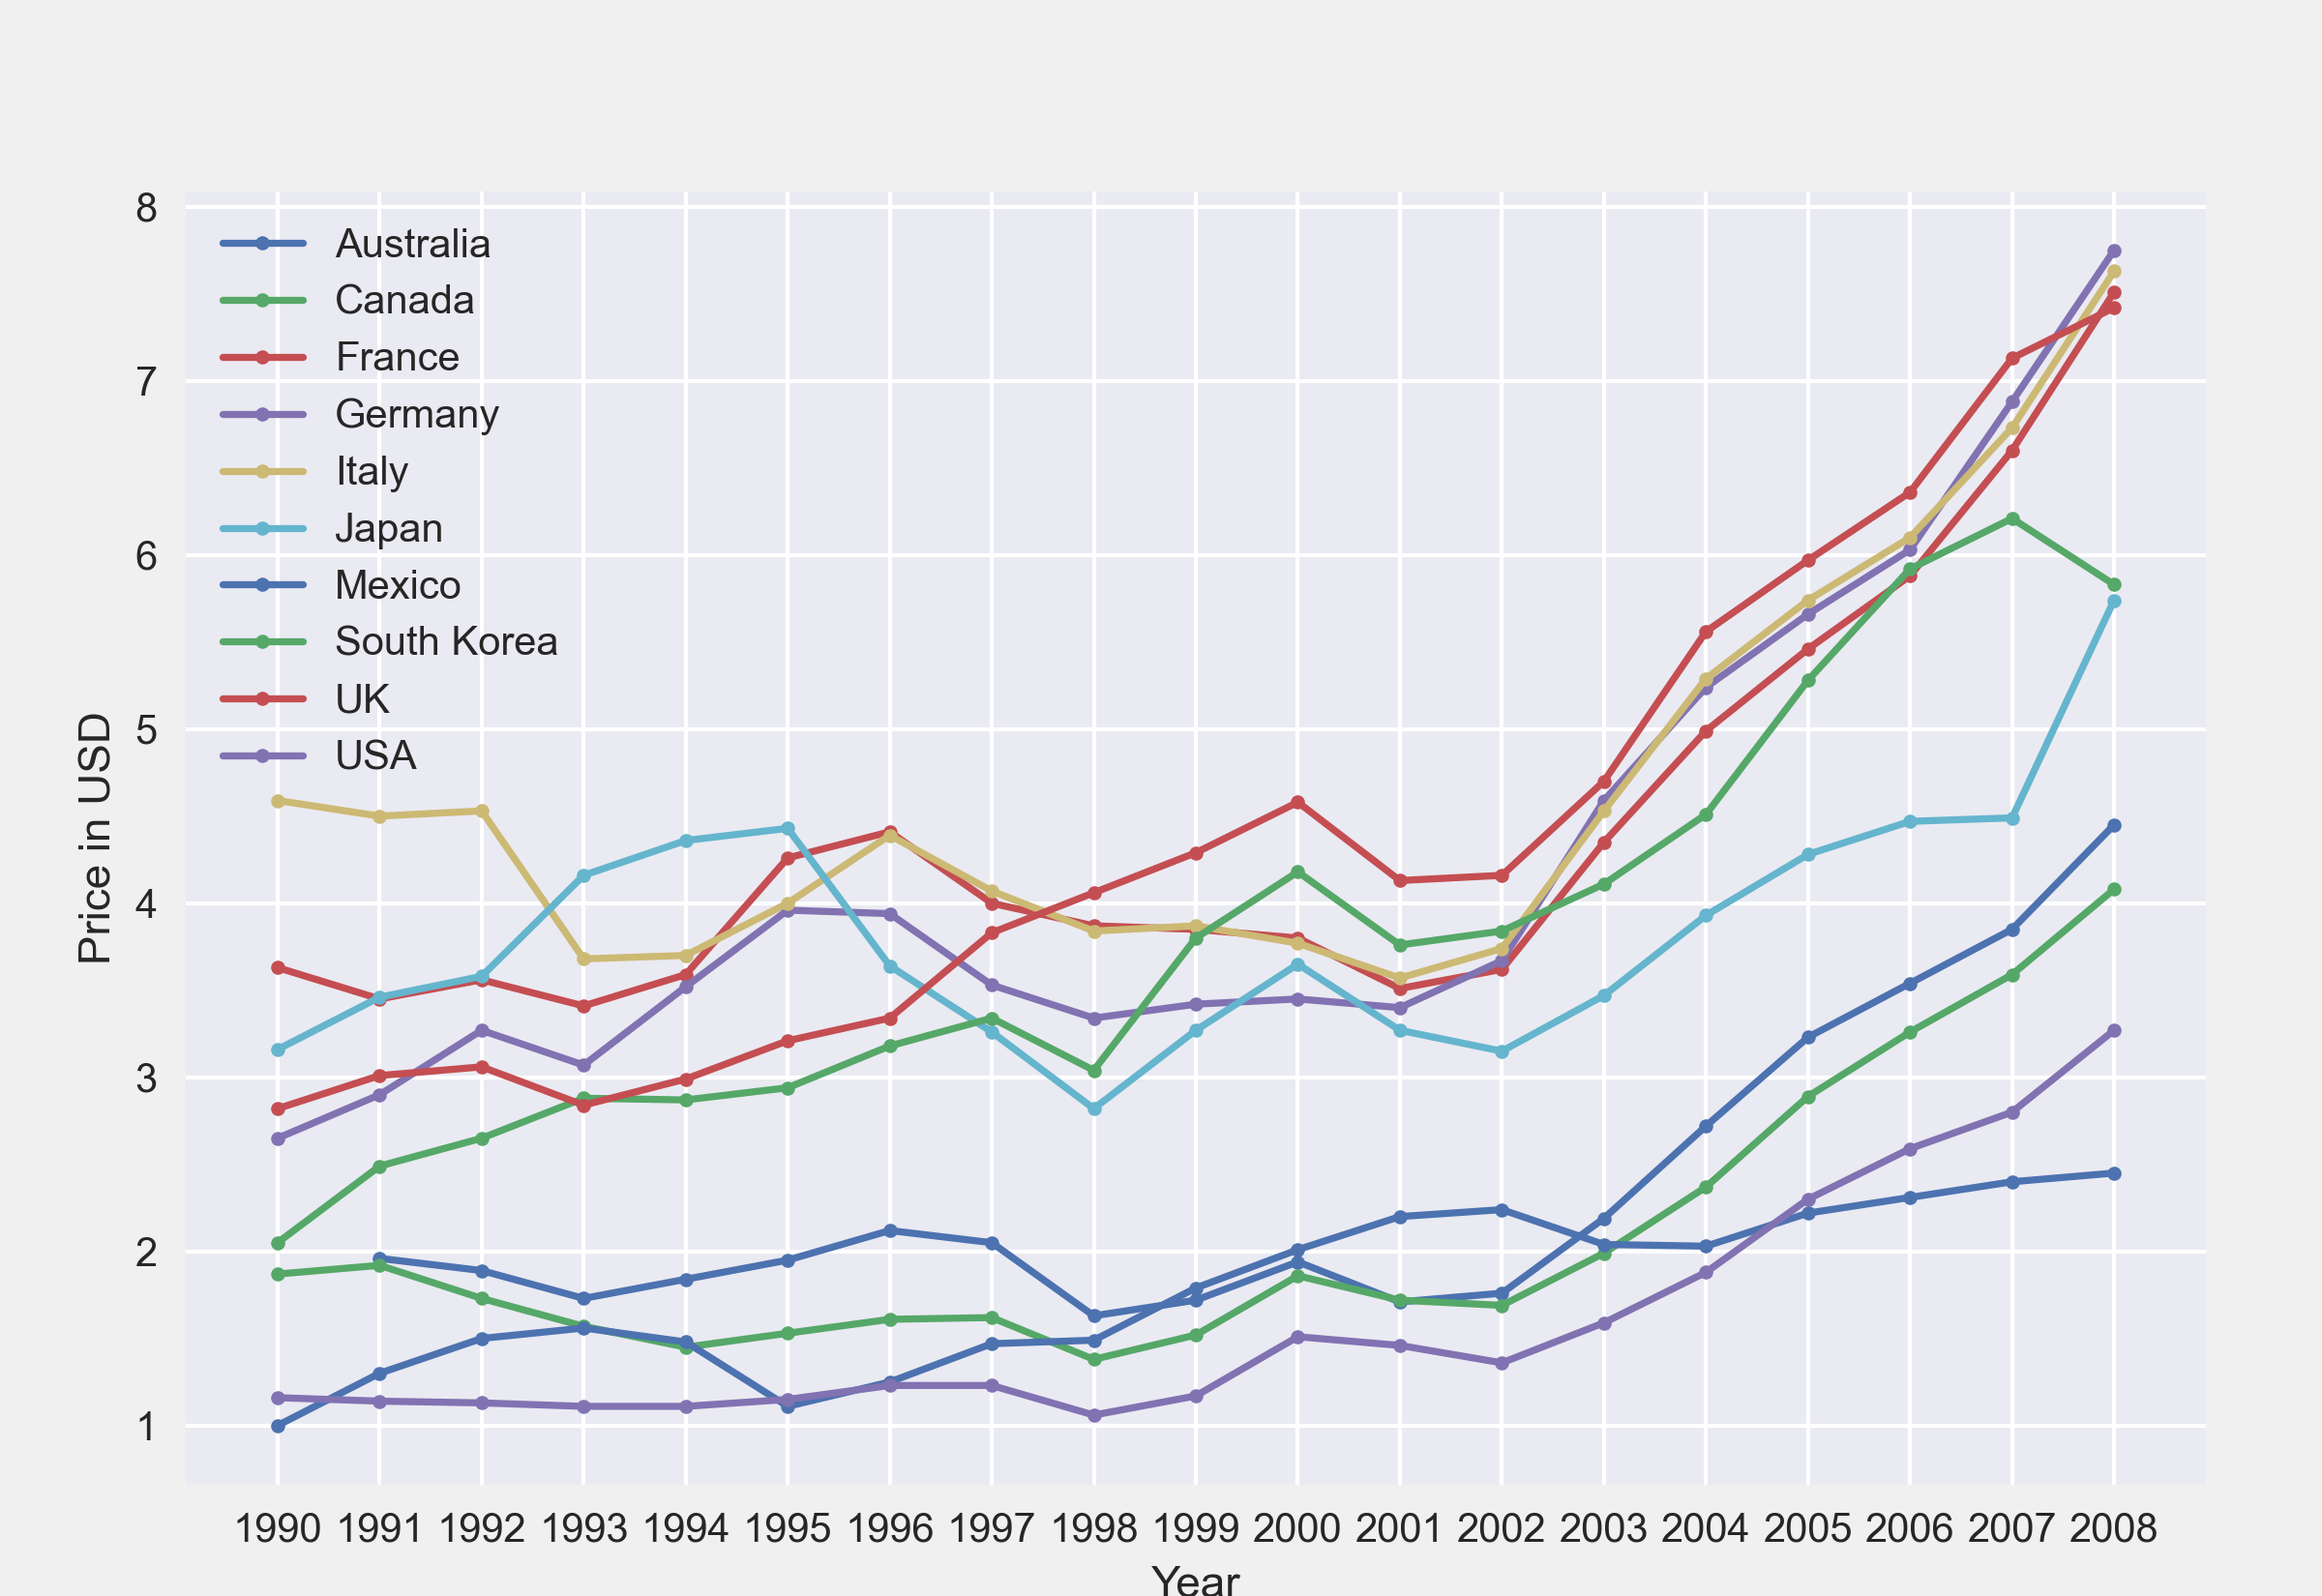 8
7
6
5
4
3
2
1
Price in USD
Australia
Canada
France
Germany
Italy
Japan
Mexico
South Korea
UK
USA
1990 1991 1992 1993 1994 1995 1996 1997 1998 1999 2000 2001 2002 2003 2004 2005 2006 2007 2008
Year